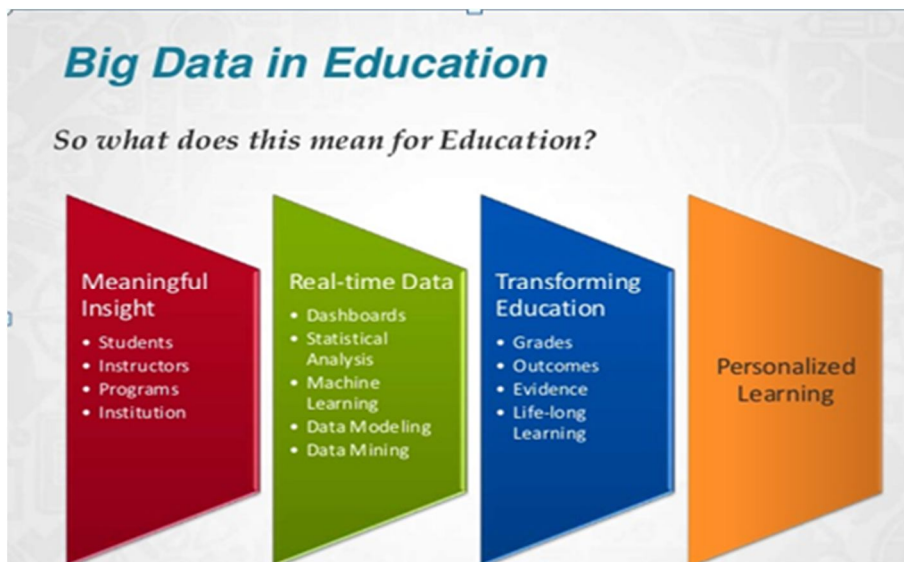 Big Data in Education
So what does this mean for Education?
Meaningful
Insight
• Students
• Instructors
• Programs
• Institution
Real-time Data
• Dashboards
• Statistical
Analysis
• Machine
Learning
• Data Modeling
• Data Mining
Transforming
Education
• Grades
• Outcomes
• Evidence
• Life-long
Learning
Personalized
Learning